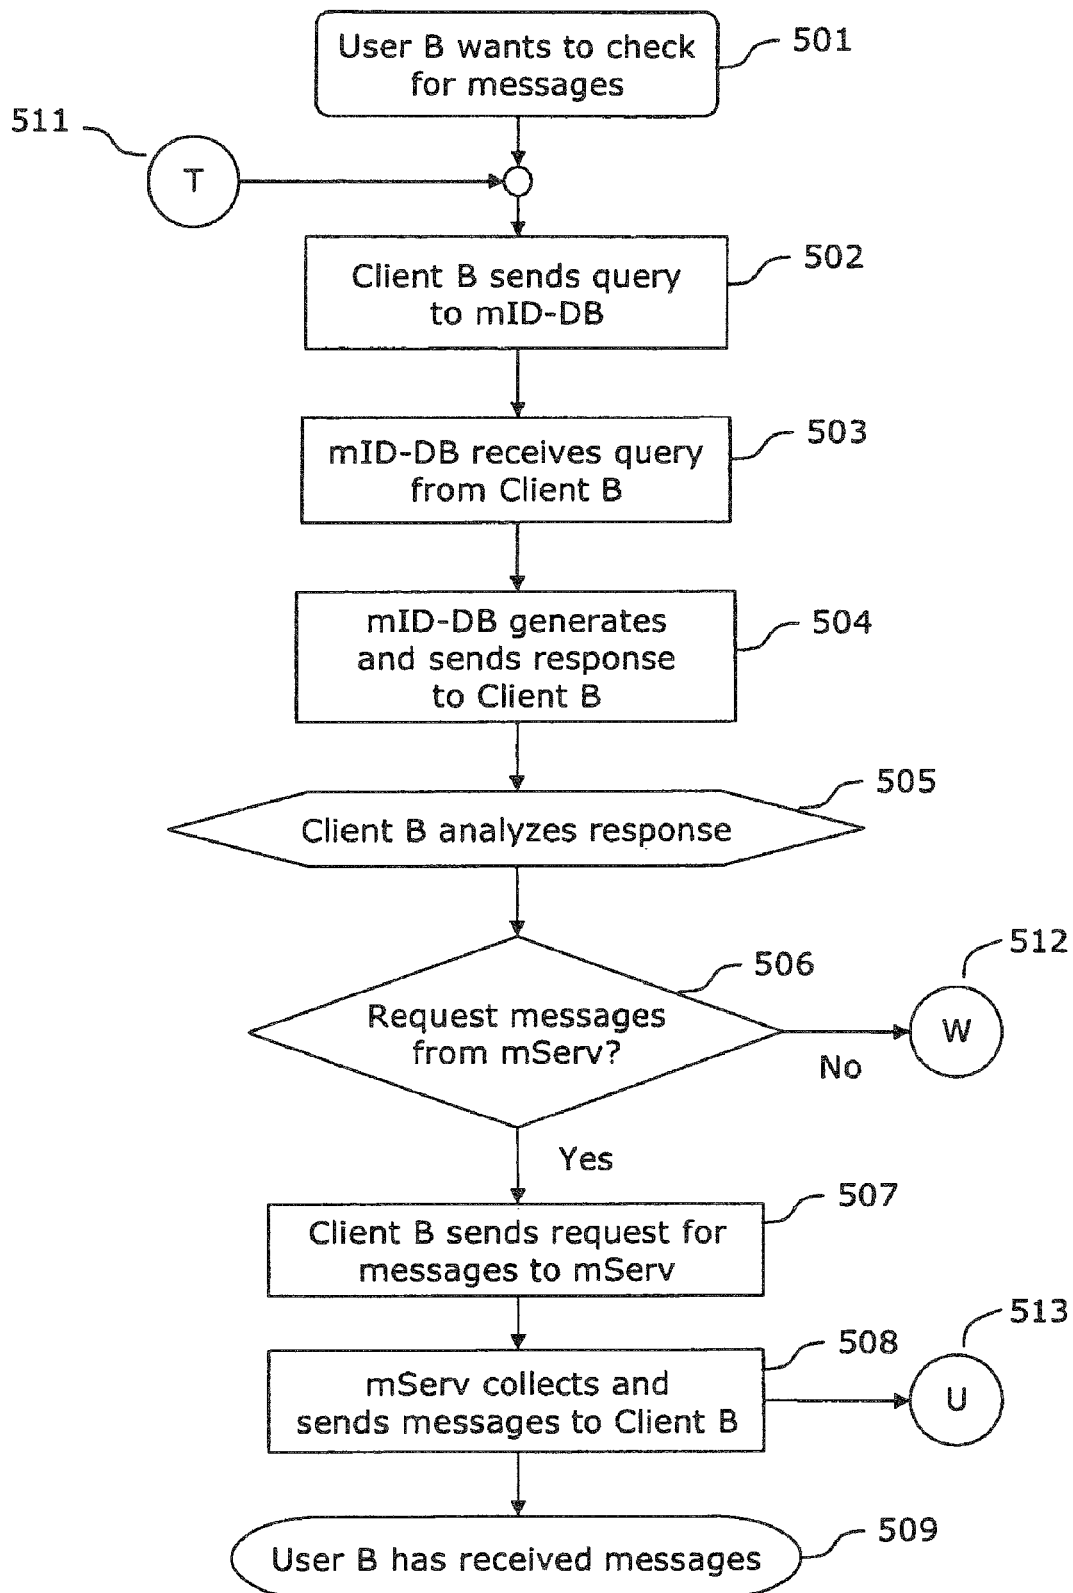 User B wants to check
for messages
501
511
T
Client B sends query
to mID-DB
502
mID-DB receives query
from Client B
503
mID-DB generates
and sends response
to Client B
504
Client B analyzes response
505
Request messages
from mServ?
506
512
W
No
Yes
Client B sends request for
messages to mServ
507
mServ collects and
sends messages to Client B
508
513
U
User B has received messages
509